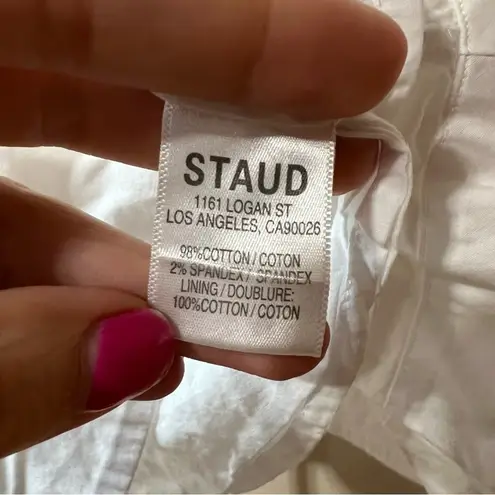 STAUD
1161 LOGAN ST
LOS ANGELES, CA90026
98%COTTON / COTON
2% SPANDEX / SPANDEX
LINING / DOUBLURE:
100%COTTON / COTON